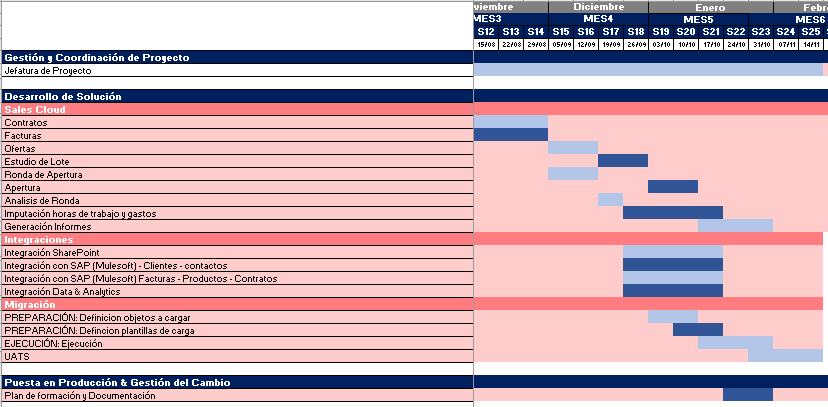 viembre Diciembre Enero Febr
MES3 MES4 MES5 MES6
S12 S13 S14 S15 S16 S17 S18 S19 S20 S21 S22 S23 S24 S25
15/08 22/08 29/08 05/09 12/09 19/09 26/09 03/10 10/10 17/10 24/10 31/10 07/11 14/11
Gestión y Coordinación de Proyecto
Jefatura de Proyecto
Desarrollo de Solución
Sales Cloud
Contratos
Facturas
Ofertas
Estudio de Lote
Ronda de Apertura
Apertura
Analisis de Ronda
Imputación horas de trabajo y gastos
Generación Informes
Integraciones
Integración SharePoint
Integración con SAP (Mulesoft) - Clientes - contactos
Integración con SAP (Mulesoft) Facturas - Productos - Contratos
Integración Data & Analytics
Migración
PREPARACIÓN: Definicion objetos a cargar
PREPARACIÓN: Defincion plantillas de carga
EJECUCIÓN: Ejecución
UATS
Puesta en Producción & Gestión del Cambio
Plan de formación y Documentación